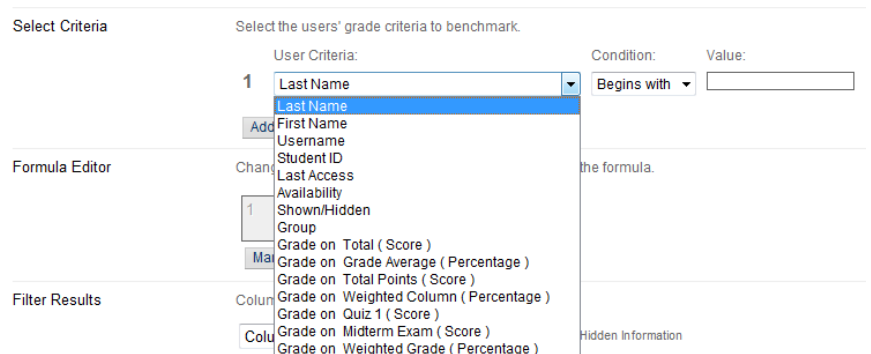 Select Criteria
Select the users' grade criteria to benchmark.
User Criteria:
Condition:
Value:
1
Last Name
Begins with
Last Name
First Name
Username
Student ID
Last Access
Availability
Shown/Hidden
Group
Grade on Total ( Score )
Grade on Grade Average ( Percentage )
Grade on Total Points ( Score )
Grade on Weighted Column ( Percentage )
Grade on Quiz 1 ( Score )
Grade on Midterm Exam ( Score )
Grade on Weighted Grade ( Percentage )
Add
Formula Editor
the formula.
1
Filter Results
Hidden Information